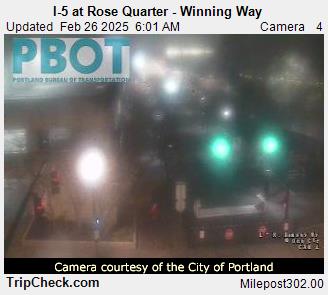 I-5 at Rose Quarter - Winning Way
Updated Feb 26 2025 6:01 AM Camera 4
PBOT
PORTLAND BUREAU OF TRANSPORTATION
Camera courtesy of the City of Portland
TripCheck.com Milepost302.00